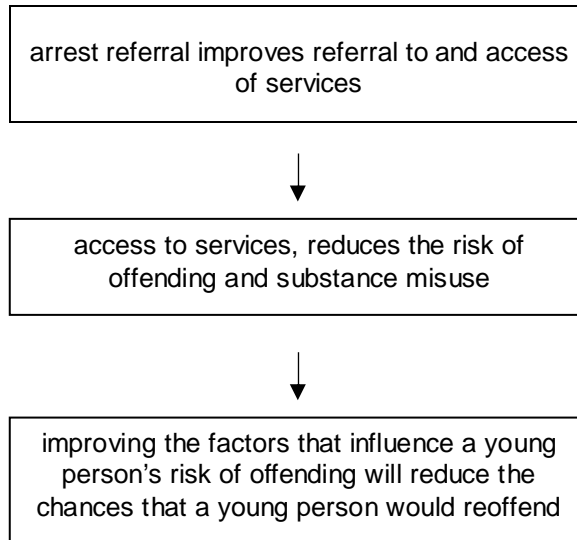 arrest referral improves referral to and access
of services
access to services, reduces the risk of
offending and substance misuse
improving the factors that influence a young
person's risk of offending will reduce the
chances that a young person would reoffend